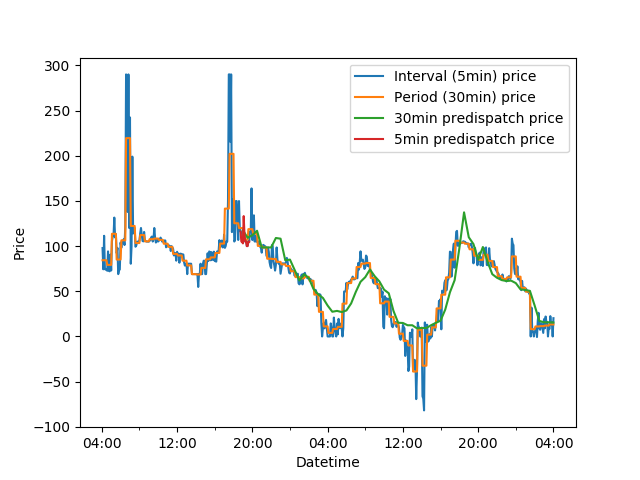 300
250
200
150
100
50
0
−50
−100
Price
04:00 12:00 20:00 04:00 12:00 20:00 04:00
Datetime
Interval (5min) price
Period (30min) price
30min predispatch price
5min predispatch price